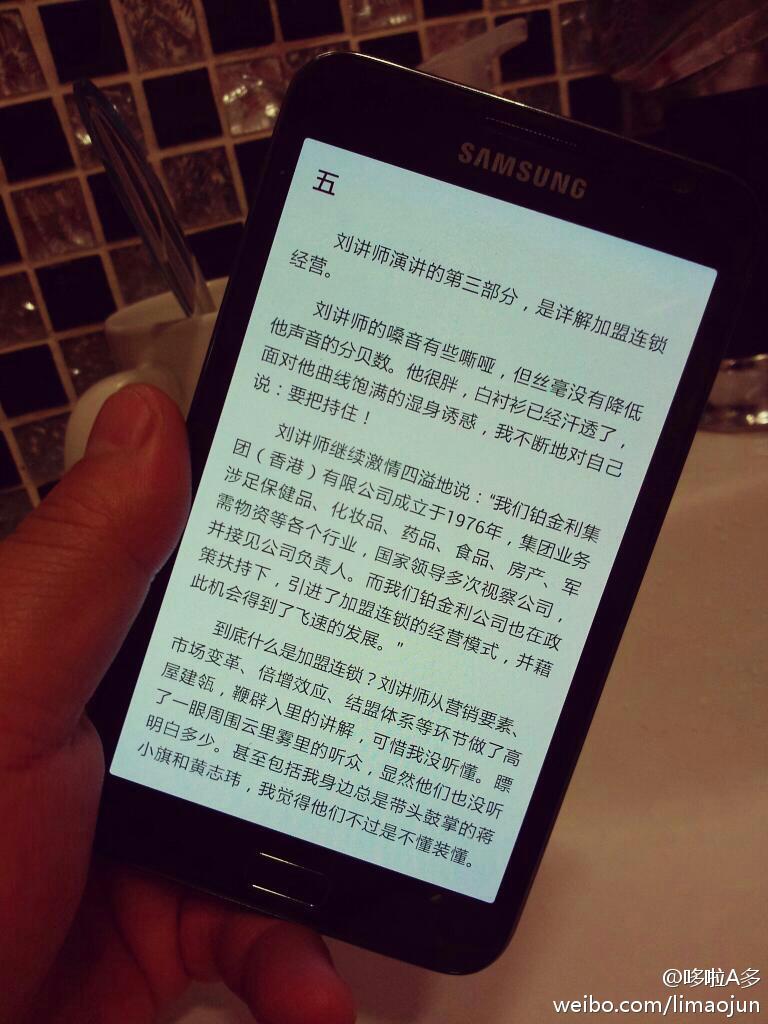 SAMSUNG
五
刘讲师演讲的第三部分，是详解加盟连锁
经营。
刘讲师的嗓音有些嘶哑，但丝毫没有降低
他声音的分贝数。他很胖，白衬衫已经汗透了，
面对他曲线饱满的湿身诱惑，我不断地对自己
说：要把持住！
刘讲师继续激情四溢地说："我们铂金利集
团（香港）有限公司成立于1976年，集团业务
涉足保健品、化妆品、药品、食品、房产、军
需物资等各个行业，国家领导多次视察公司，
并接见公司负责人。而我们铂金利公司也在政
策扶持下，引进了加盟连锁的经营模式，并藉
此机会得到了飞速的发展。"
到底什么是加盟连锁？刘讲师从营销要素、
市场变革、倍增效应、结盟体系等环节做了高
屋建瓴，鞭辟入里的讲解，可惜我没听懂。瞟
了一眼周围云里雾里的听众，显然他们也没听
明白多少。甚至包括我身边总是带头鼓掌的蒋
小旗和黄志玮，我觉得他们不过是不懂装懂。
@哆啦A多
weibo.com/limaojun